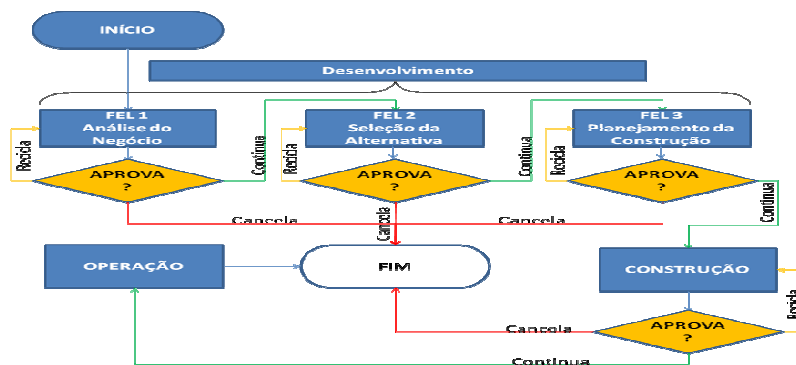 INÍCIO
Desenvolvimento
FEL 1
Análise do
Negócio
FEL 2
Seleção da
Alternativa
FEL 3
Planejamento da
Construção
Recicla
Continua
Recicla
Continua
Recicla
APROVA
?
APROVA
?
APROVA
?
Continua
Cancela
Cancela
Cancela
OPERAÇÃO
FIM
CONSTRUÇÃO
Recicla
Cancela
APROVA
?
Continua